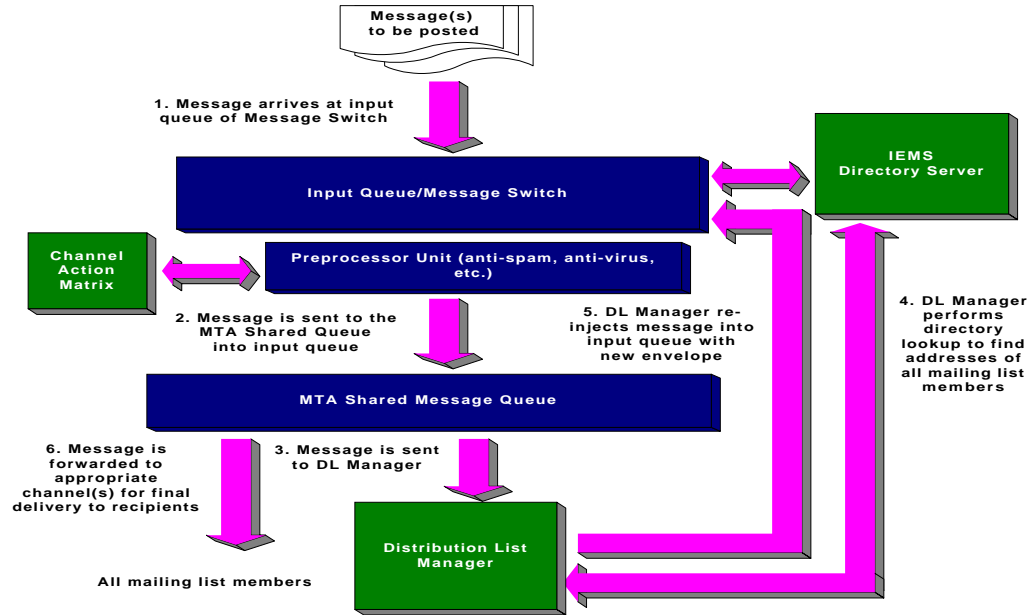 Message(s)
to be posted
1. Message arrives at input
queue of Message Switch
IEMS
Directory Server
Input Queue/Message Switch
Channel
Action
Matrix
Preprocessor Unit (anti-spam, anti-virus,
etc.)
2. Message is sent to the
MTA Shared Queue
into input queue
5. DL Manager re-
injects message into
input queue with
new envelope
4. DL Manager
performs
directory
lookup to find
addresses of
all mailing list
members
MTA Shared Message Queue
6. Message is
forwarded to
appropriate
channel(s) for final
delivery to recipients
3. Message is sent
to DL Manager
Distribution List
Manager
All mailing list members